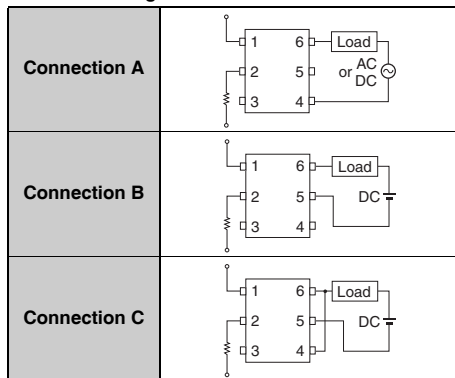 Connection A
1 6 Load
2 5 or AC DC
3 4
Connection B
1 6 Load
2 5 DC
3 4
Connection C
1 6 Load
2 5 DC
3 4